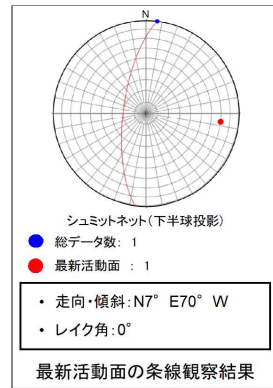 N
シュミットネット(下半球投影)
総データ数: 1
最新活動面 : 1
・ 走向・傾斜:N7° E70° W
・ レイク角:0°
最新活動面の条線観察結果